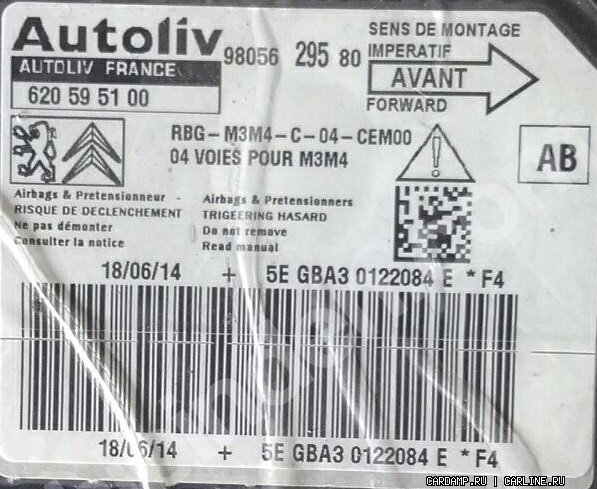 Autoliv
AUTOLIV FRANCE
620 59 51 00
98056 295 80
SENS DE MONTAGE
IMPERATIF
AVANT
FORWARD
RBG-M3M4-C-04-CEM00
04 VOIES POUR M3M4
AB
Airbags & Pretensionneur -
RISQUE DE DECLENCHEMENT
Ne pas démonter
Consulter la notice
Airbags & Pretensionners
TRIGEERING HASARD
Do not remove
Read manual
18/06/14 + 5E GBA3 0122084 E *F4
18/06/14 + 5E GBA3 0122084 E *F4
CARDAMP.RU | CARLINE.RU